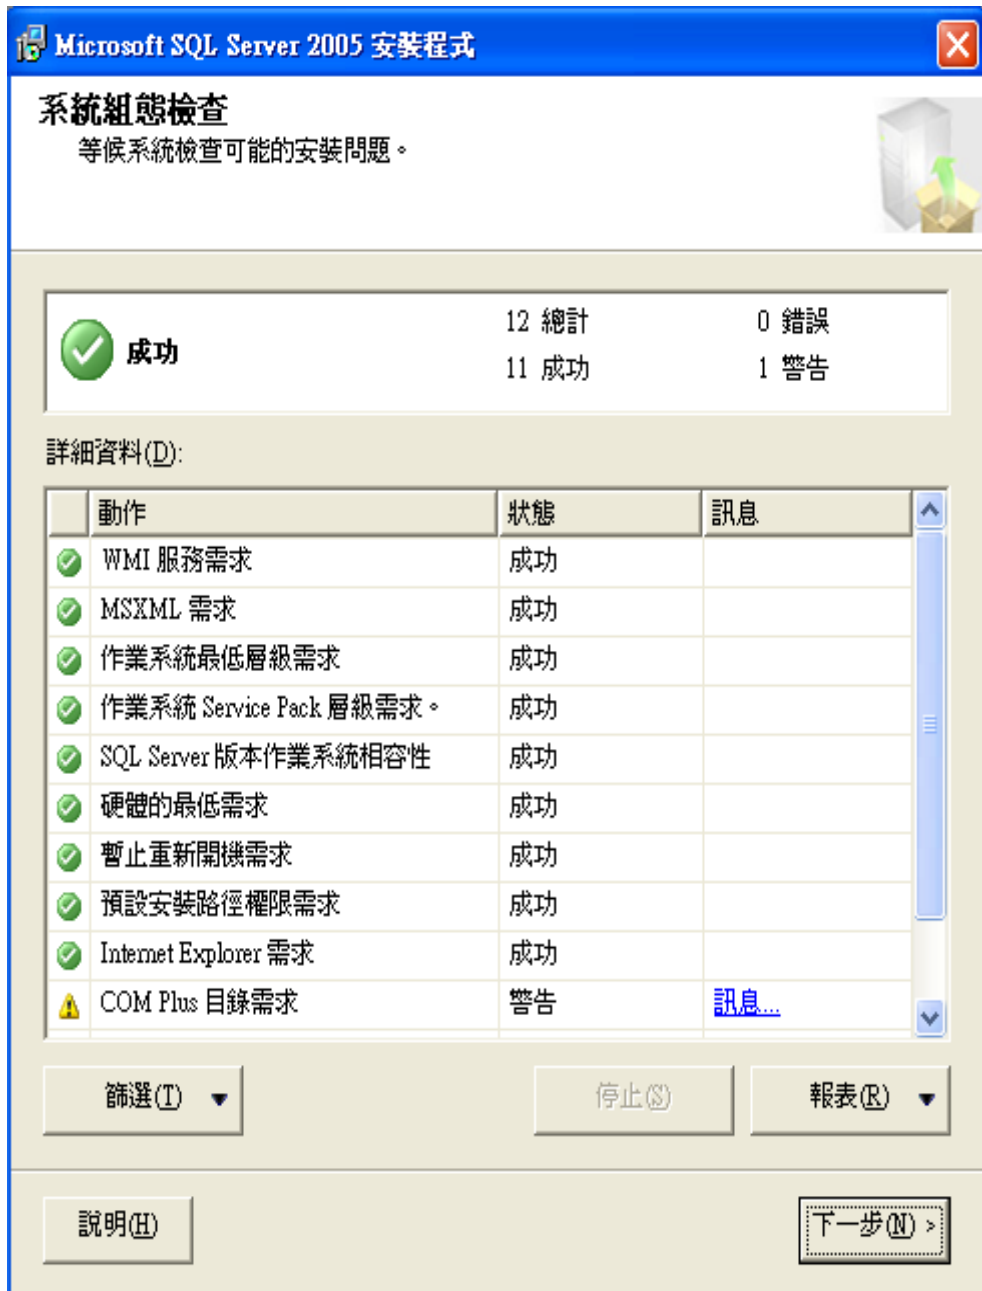 Microsoft SQL Server 2005 安裝程式
系統組態檢查
等候系統檢查可能的安裝問題。
成功 12 總計 0 錯誤
11 成功 1 警告
詳細資料(D):
動作 狀態 訊息
WMI 服務需求 成功
MSXML 需求 成功
作業系統最低層級需求 成功
作業系統 Service Pack 層級需求。 成功
SQL Server 版本作業系統相容性 成功
硬體的最低需求 成功
暫止重新開機需求 成功
預設安裝路徑權限需求 成功
Internet Explorer 需求 成功
COM Plus 目錄需求 警告 訊息...
篩選(T) 停止(S) 報表(R)
說明(H) 下一步(N) >